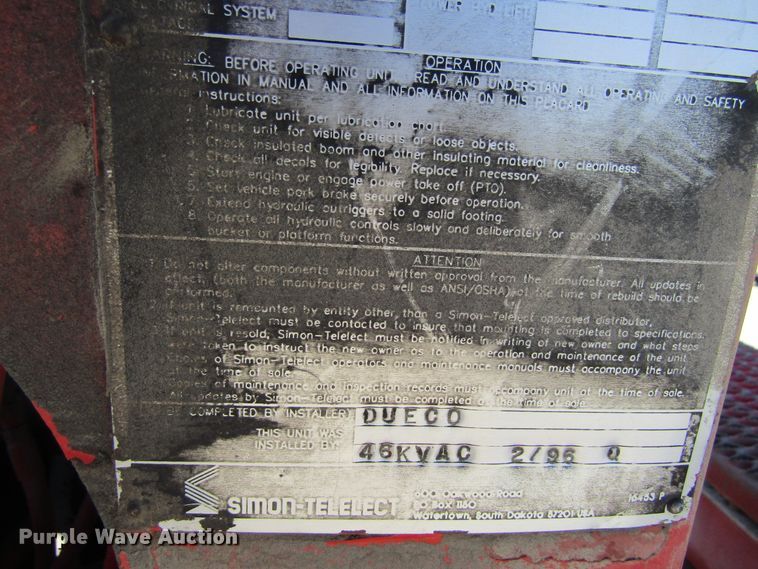 SYSTEM
OPERATION
BEFORE OPERATING UNIT, READ AND UNDERSTAND ALL OPERATING AND SAFETY
INFORMATION IN MANUAL AND ALL INFORMATION ON THIS PLACARD
instructions:
Lubricate unit per lubrication chart.
Check unit for visible defects or loose objects.
3. Check insulated boom and other insulating material for cleanliness.
4. Check all decals for legibility. Replace if necessary.
5. Start engine or engage power take off (PTO).
6. Set vehicle park brake securely before operation.
7. Extend hydraulic outriggers to a solid footing.
8. Operate all hydraulic controls slowly and deliberately for smooth
bucket or platform functions.
ATTENTION
Do not alter components without written approval from the manufacturer. All updates in
effect, (both the manufacturer as well as ANSI/OSHA) at the time of rebuild should be
If unit is remounted by entity other, than a Simon-Telelect approved distributor,
Simon-Telelect must be contacted to insure that mounting is completed to specifications.
If unit is resold, Simon-Telelect must be notified in writing of new owner and what steps
were taken to instruct the new owner as to the operation and maintenance of the unit
Copies of Simon-Telelect operators and maintenance manuals must accompany the unit
at the time of sale.
Copies of maintenance and inspection records must accompany unit at the time of sale.
All updates by Simon-Telelect must be completed at the time of sale
BE COMPLETED BY INSTALLER) DUECO
THIS UNIT WAS
INSTALLED BY: 46KVAC 2/96 Q
SIMON-TELELECT
600 Oakwood Road
PO Box 1150
Watertown, South Dakota 57201 USA
16453 P
Purple Wave Auction